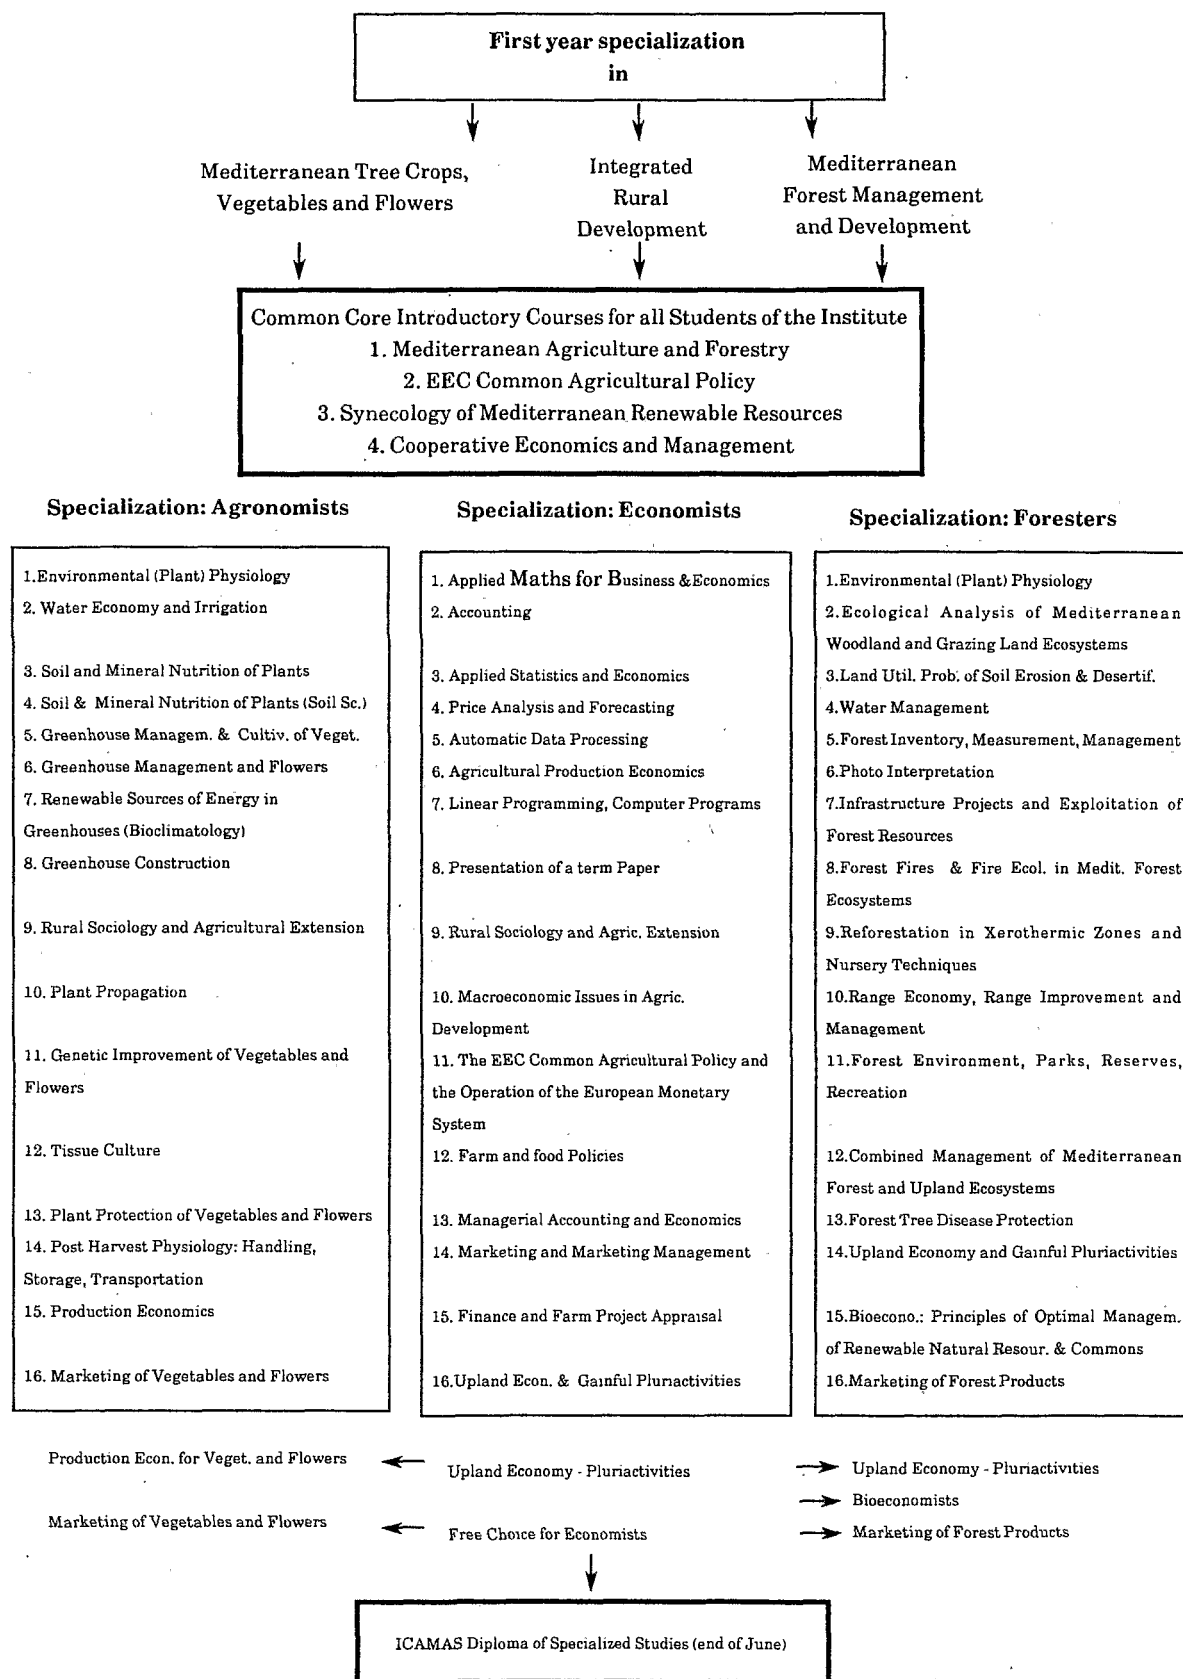 First year specialization
in
Mediterranean Tree Crops,
Vegetables and Flowers
Integrated
Rural
Development
Mediterranean
Forest Management
and Development
Common Core Introductory Courses for all Students of the Institute
1. Mediterranean Agriculture and Forestry
2. EEC Common Agricultural Policy
3. Synecology of Mediterranean Renewable Resources
4. Cooperative Economics and Management
Specialization: Agronomists
1.Environmental (Plant) Physiology
2. Water Economy and Irrigation
3. Soil and Mineral Nutrition of Plants
4. Soil & Mineral Nutrition of Plants (Soil Sc.)
5. Greenhouse Managem. & Cultiv. of Veget.
6. Greenhouse Management and Flowers
7. Renewable Sources of Energy in
Greenhouses (Bioclimatology)
8. Greenhouse Construction
9. Rural Sociology and Agricultural Extension
10. Plant Propagation
11. Genetic Improvement of Vegetables and
Flowers
12. Tissue Culture
13. Plant Protection of Vegetables and Flowers
14. Post Harvest Physiology: Handling,
Storage, Transportation
15. Production Economics
16. Marketing of Vegetables and Flowers
Specialization: Economists
1. Applied Maths for Business & Economics
2. Accounting
3. Applied Statistics and Economics
4. Price Analysis and Forecasting
5. Automatic Data Processing
6. Agricultural Production Economics
7. Linear Programming, Computer Programs
8. Presentation of a term Paper
9. Rural Sociology and Agric. Extension
10. Macroeconomic Issues in Agric.
Development
11. The EEC Common Agricultural Policy and
the Operation of the European Monetary
System
12. Farm and food Policies
13. Managerial Accounting and Economics
14. Marketing and Marketing Management
15. Finance and Farm Project Appraisal
16.Upland Econ. & Gainful Pluriactivities
Specialization: Foresters
1.Environmental (Plant) Physiology
2.Ecological Analysis of Mediterranean
Woodland and Grazing Land Ecosystems
3.Land Util. Prob. of Soil Erosion & Desertif.
4.Water Management
5.Forest Inventory, Measurement, Management
6.Photo Interpretation
7.Infrastructure Projects and Exploitation of
Forest Resources
8.Forest Fires & Fire Ecol. in Medit. Forest
Ecosystems
9.Reforestation in Xerothermic Zones and
Nursery Techniques
10.Range Economy, Range Improvement and
Management
11.Forest Environment, Parks, Reserves,
Recreation
12.Combined Management of Mediterranean
Forest and Upland Ecosystems
13.Forest Tree Disease Protection
14.Upland Economy and Gainful Pluriactivities
15.Bioecono.: Principles of Optimal Managem.
of Renewable Natural Resour. & Commons
16.Marketing of Forest Products
Production Econ. for Veget. and Flowers
Upland Economy - Pluriactivities
Upland Economy - Pluriactivities
Bioeconomists
Marketing of Vegetables and Flowers
Free Choice for Economists
Marketing of Forest Products
ICAMAS Diploma of Specialized Studies (end of June)